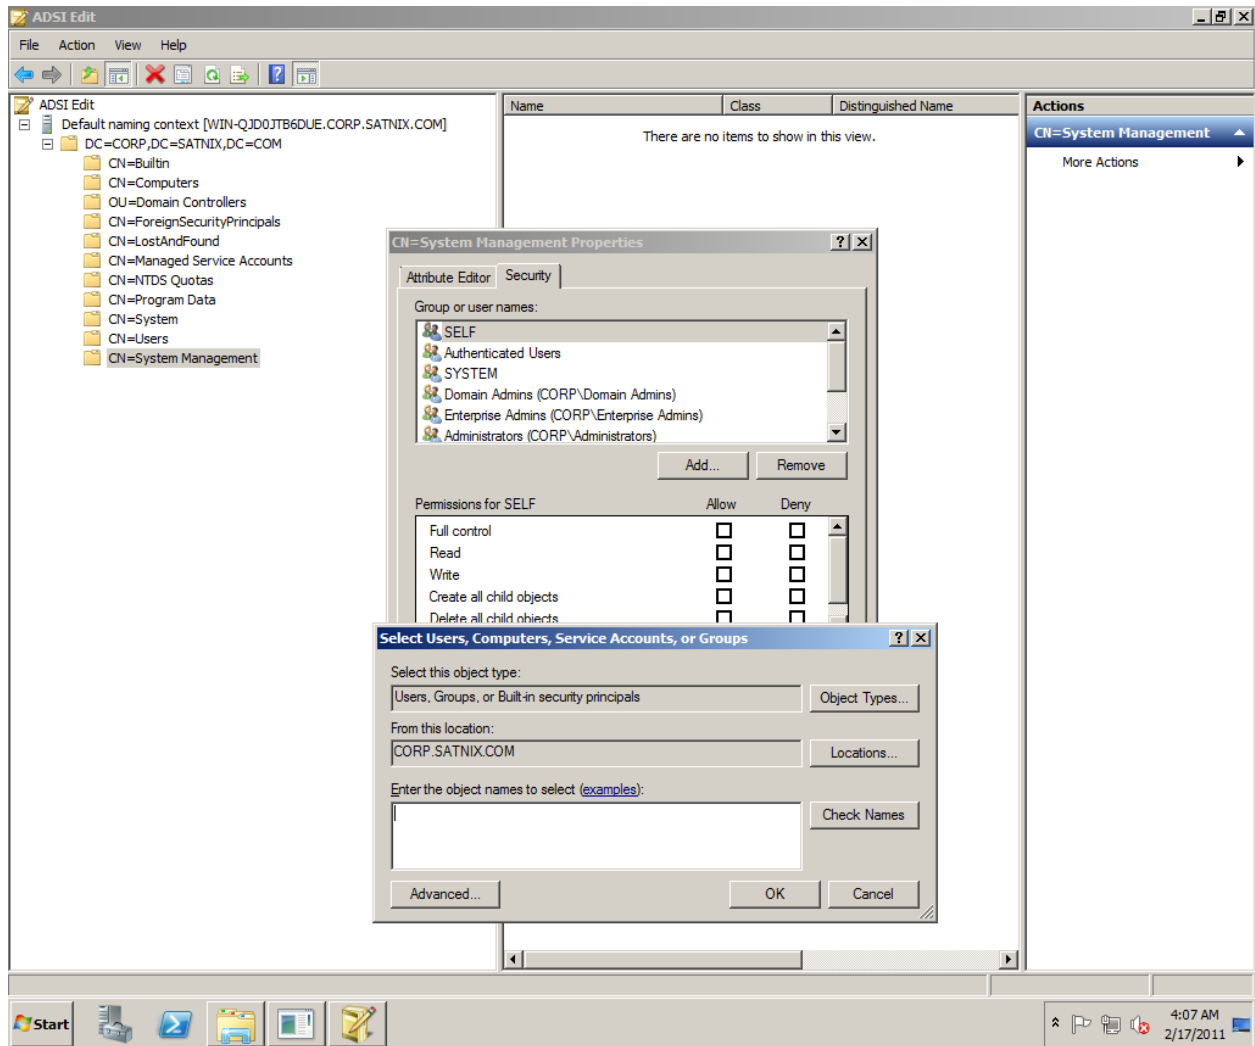 ADSI Edit
File Action View Help
ADSI Edit
Default naming context [WIN-QJD0JTB6DUE.CORP.SATNIX.COM]
DC=CORP,DC=SATNIX,DC=COM
CN=Builtin
CN=Computers
OU=Domain Controllers
CN=ForeignSecurityPrincipals
CN=LostAndFound
CN=Managed Service Accounts
CN=NTDS Quotas
CN=Program Data
CN=System
CN=Users
CN=System Management
Name Class Distinguished Name
There are no items to show in this view.
Actions
CN=System Management
More Actions
CN=System Management Properties
Attribute Editor Security
Group or user names:
SELF
Authenticated Users
SYSTEM
Domain Admins (CORP\Domain Admins)
Enterprise Admins (CORP\Enterprise Admins)
Administrators (CORP\Administrators)
Add... Remove
Permissions for SELF Allow Deny
Full control
Read
Write
Create all child objects
Delete all child objects
Select Users, Computers, Service Accounts, or Groups
Select this object type:
Users, Groups, or Built-in security principals
Object Types...
From this location:
CORP.SATNIX.COM
Locations...
Enter the object names to select (examples):
Check Names
Advanced... OK Cancel
Start
4:07 AM
2/17/2011